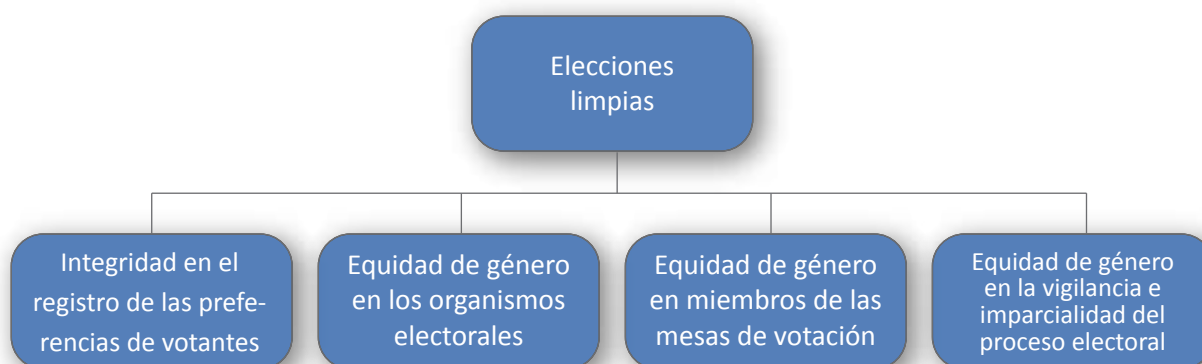 Elecciones
limpias
Integridad en el
registro de las prefe-
rencias de votantes
Equidad de género
en los organismos
electorales
Equidad de género
en miembros de las
mesas de votación
Equidad de género
en la vigilancia e
imparcialidad del
proceso electoral